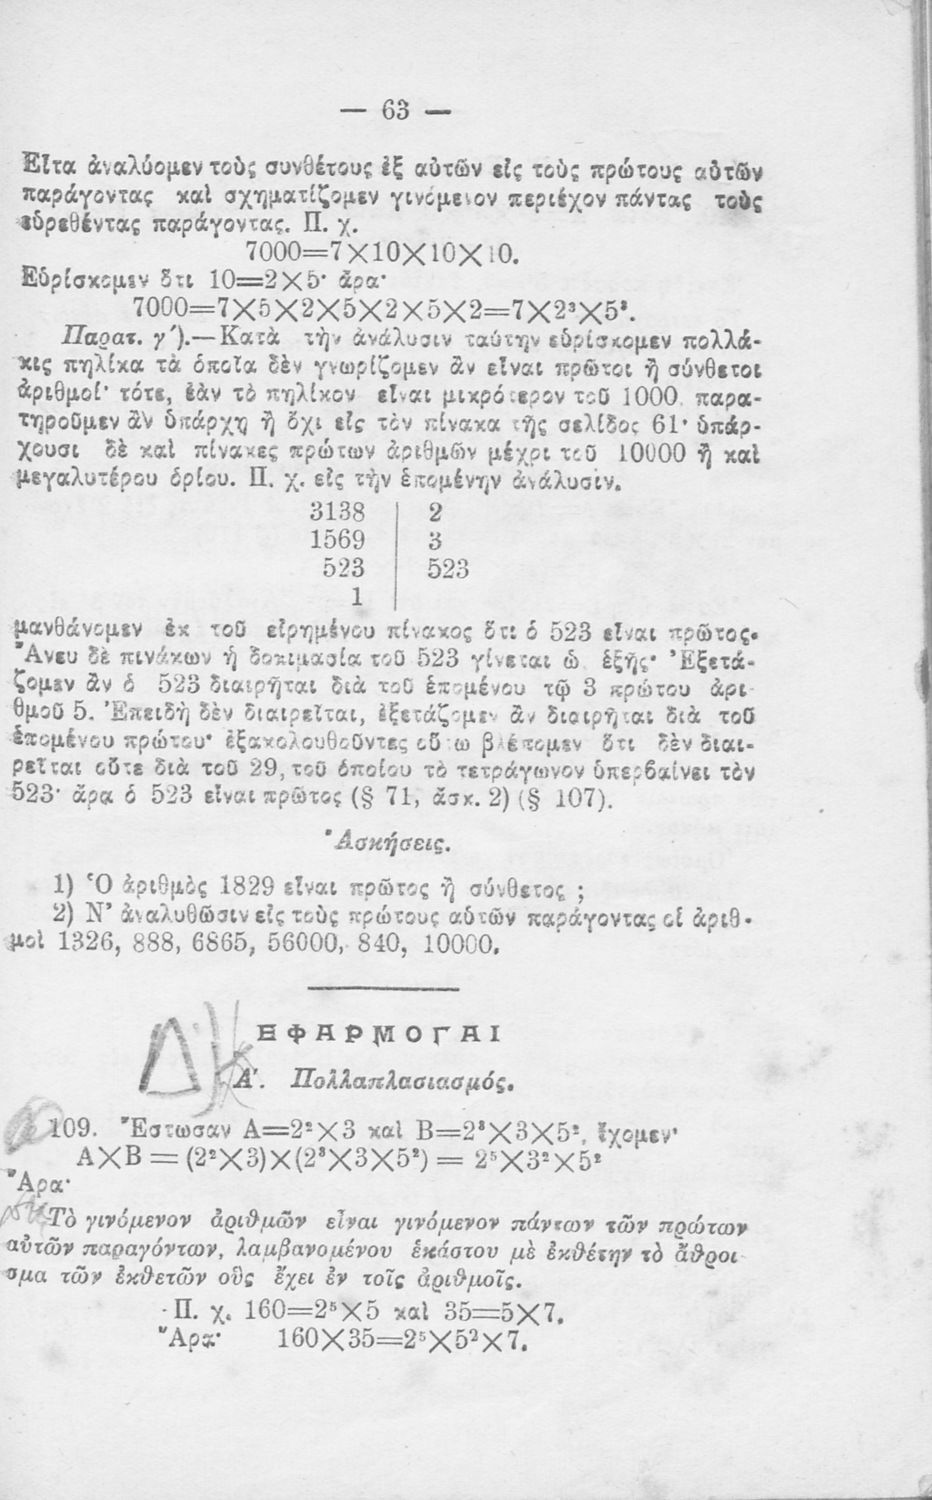 — 63 —
Εἶτα ἀναλύομεν τοὺς συνθέτους ἐξ αὐτῶν εἰς τοὺς πρώτους αὐτῶν
παράγοντας καὶ σχηματίζομεν γινόμενον περιέχον πάντας τοὺς
εὑρεθέντας παράγοντας. Π. χ.
7000=7×10×10×10.
Εὑρίσκομεν ὅτι 10=2×5· ἄρα·
7000=7×5×2×5×2×5×2=7×2³×5³.
Παρατ. γ΄).—Κατὰ τὴν ἀνάλυσιν ταύτην εὑρίσκομεν πολλά-
κις πηλίκα τὰ ὁποῖα δὲν γνωρίζομεν ἂν εἶναι πρῶτοι ἢ σύνθετοι
ἀριθμοί· τότε, ἐὰν τὸ πηλίκον εἶναι μικρότερον τοῦ 1000, παρα-
τηροῦμεν ἂν ὑπάρχῃ ἢ ὄχι εἰς τὸν πίνακα τῆς σελίδος 61· ὑπάρ-
χουσι δὲ καὶ πίνακες πρώτων ἀριθμῶν μέχρι τοῦ 10000 ἢ καὶ
μεγαλυτέρου ὁρίου. Π. χ. εἰς τὴν ἑπομένην ἀνάλυσιν.
3138 | 2
1569 | 3
523 | 523
1 |
μανθάνομεν ἐκ τοῦ εἰρημένου πίνακος ὅτι ὁ 523 εἶναι πρῶτος.
Ἄνευ δὲ πινάκων ἡ δοκιμασία τοῦ 523 γίνεται ὡ ἑξῆς· Ἐξετά-
ζομεν ἂν ὁ 523 διαιρῆται διὰ τοῦ ἑπομένου τῷ 3 πρώτου ἀρι
θμοῦ 5. Ἐπειδὴ δὲν διαιρεῖται, ἐξετάζομεν ἂν διαιρῆται διὰ τοῦ
ἑπομένου πρώτου· ἐξακολουθοῦντες οὕτω βλέπομεν ὅτι δὲν διαι-
ρεῖται οὔτε διὰ τοῦ 29, τοῦ ὁποίου τὸ τετράγωνον ὑπερβαίνει τὸν
523· ἄρα ὁ 523 εἶναι πρῶτος (§ 71, ἄσκ. 2) (§ 107).
Ἀσκήσεις.
1) Ὁ ἀριθμὸς 1829 εἶναι πρῶτος ἢ σύνθετος ;
2) Ν' ἀναλυθῶσιν εἰς τοὺς πρώτους αὐτῶν παράγοντας οἱ ἀριθ-
μοὶ 1326, 888, 6865, 56000, 840, 10000.
ΕΦΑΡΜΟΓΑΙ
Α΄. Πολλαπλασιασμός.
109. Ἔστωσαν Α=2²×3 καὶ Β=2³×3×5², ἔχομεν·
Α×Β = (2²×3)×(2³×3×5²) = 2⁵×3²×5²
Ἄρα·
Τὸ γινόμενον ἀριθμῶν εἶναι γινόμενον πάντων τῶν πρώτων
αὐτῶν παραγόντων, λαμβανομένου ἑκάστου μὲ ἐκθέτην τὸ ἄθροι
σμα τῶν ἐκθετῶν οὓς ἔχει ἐν τοῖς ἀριθμοῖς.
Π. χ. 160=2⁵×5 καὶ 35=5×7.
Ἄρα· 160×35=2⁵×5²×7.